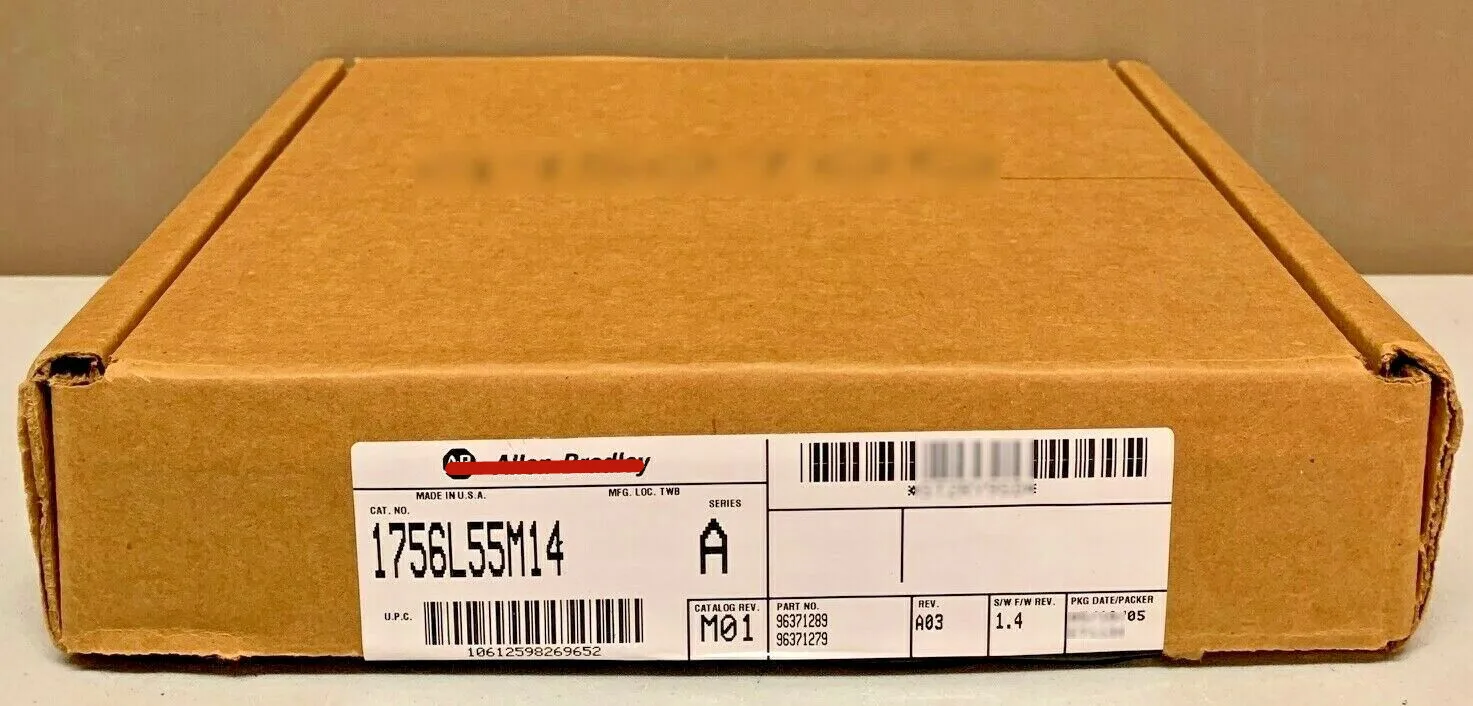 Allen-Bradley
MADE IN U.S.A. MFG. LOC. TWB
CAT. NO. SERIES
1756L55M14 A
U.P.C.
10612598269652
CATALOG REV.
M01
PART NO.
96371289
96371279
REV.
A03
S/W F/W REV.
1.4
PKG DATE/PACKER
'05